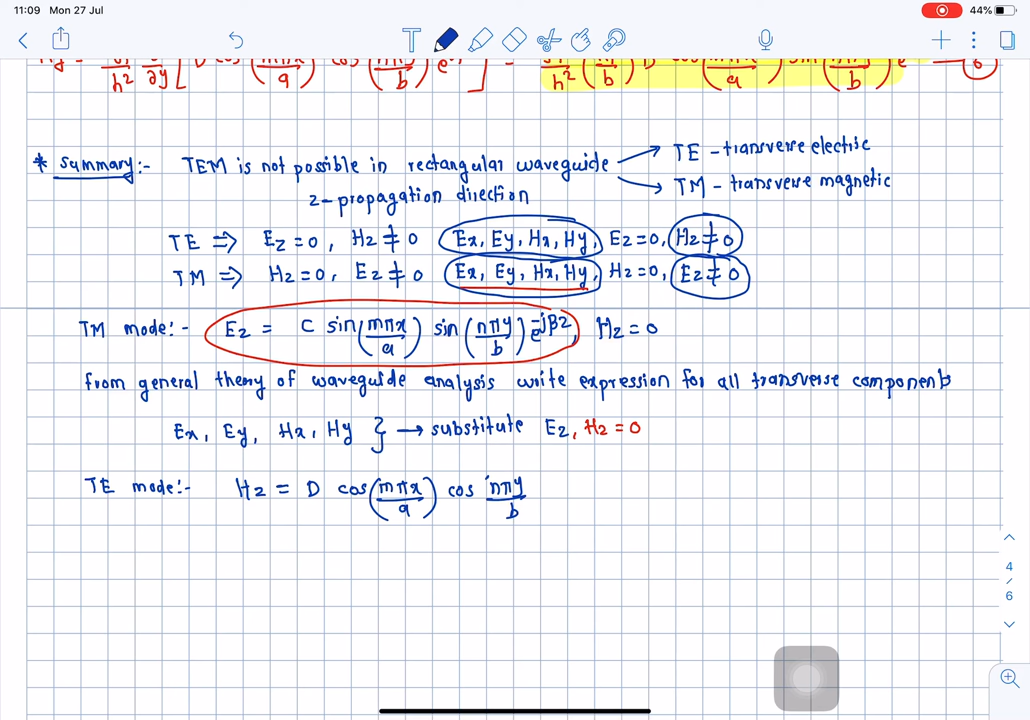 11:09 Mon 27 Jul 44%
* Summary:- TEM is not possible in rectangular waveguide
TE - transverse electric
TM - transverse magnetic
z - propagation direction
TE ⇒ Ez = 0, Hz ≠ 0 Ex, Ey, Hx, Hy, Ez = 0, Hz ≠ 0
TM ⇒ Hz = 0, Ez ≠ 0 Ex, Ey, Hx, Hy, Hz = 0, Ez ≠ 0
TM mode:- Ez = C sin(mπx/a) sin(nπy/b) e^-jβz, Hz = 0
from general theory of waveguide analysis write expression for all transverse components
Ex, Ey, Hx, Hy } → substitute Ez, Hz = 0
TE mode:- Hz = D cos(mπx/a) cos nπy/b
4
/
6